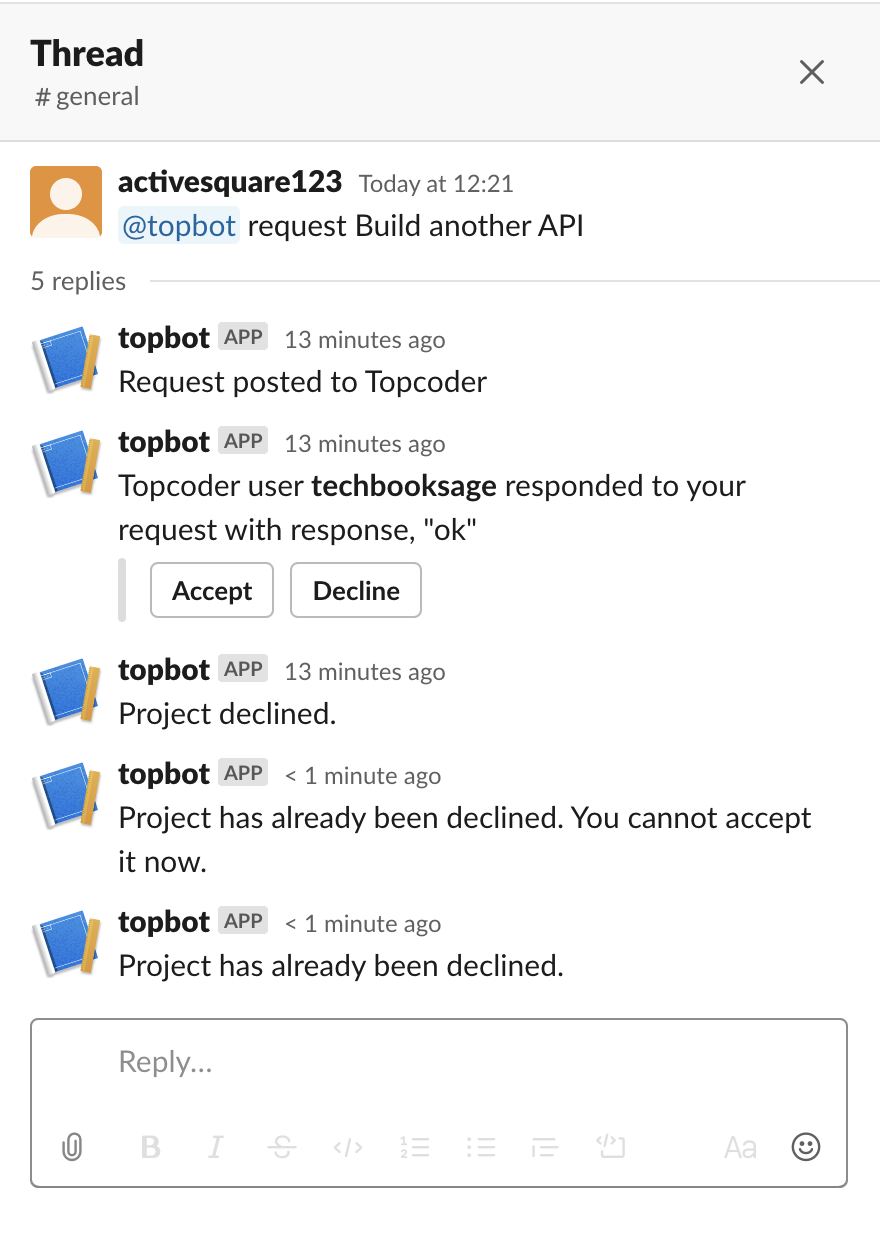 Thread
# general
activesquare123 Today at 12:21
@topbot request Build another API
5 replies
topbot APP 13 minutes ago
Request posted to Topcoder
topbot APP 13 minutes ago
Topcoder user techbooksage responded to your
request with response, "ok"
Accept Decline
topbot APP 13 minutes ago
Project declined.
topbot APP < 1 minute ago
Project has already been declined. You cannot accept
it now.
topbot APP < 1 minute ago
Project has already been declined.
Reply...
B I S </> Aa